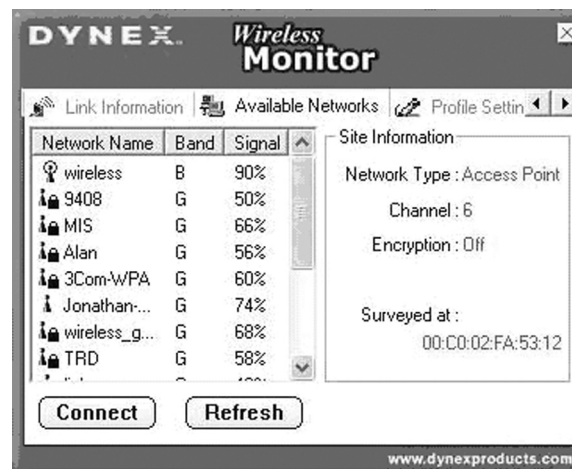 DYNEX
Wireless
Monitor
Link Information Available Networks Profile Settin
Network Name Band Signal
wireless B 90%
9408 G 50%
MIS G 66%
Alan G 56%
3Com-WPA G 60%
Jonathan-... G 74%
wireless_g... G 68%
TRD G 58%
Site Information
Network Type : Access Point
Channel : 6
Encryption : Off
Surveyed at :
00:C0:02:FA:53:12
Connect Refresh
www.dynexproducts.com